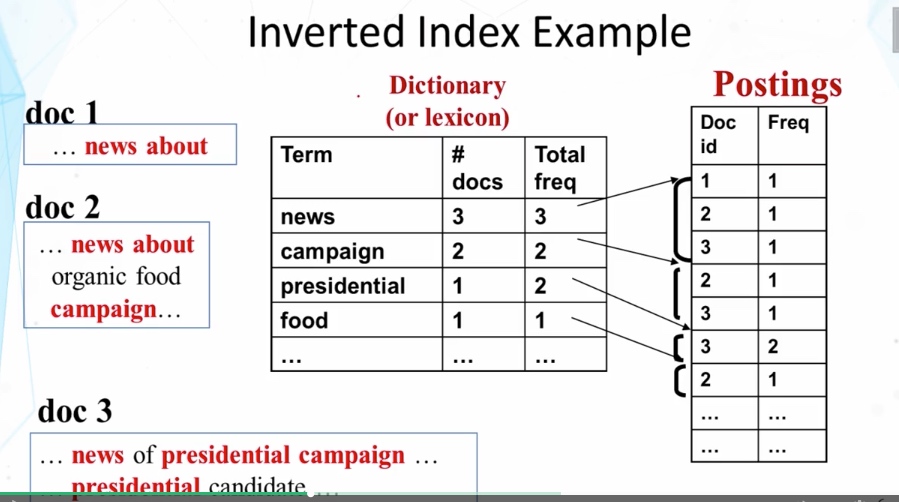 Inverted Index Example
doc 1
… news about
doc 2
… news about
organic food
campaign…
doc 3
… news of presidential campaign …
… presidential candidate …
Dictionary
(or lexicon)
Term # docs Total freq
news 3 3
campaign 2 2
presidential 1 2
food 1 1
… … …
Postings
Doc id Freq
1 1
2 1
3 1
2 1
3 1
3 2
2 1
… …
… …